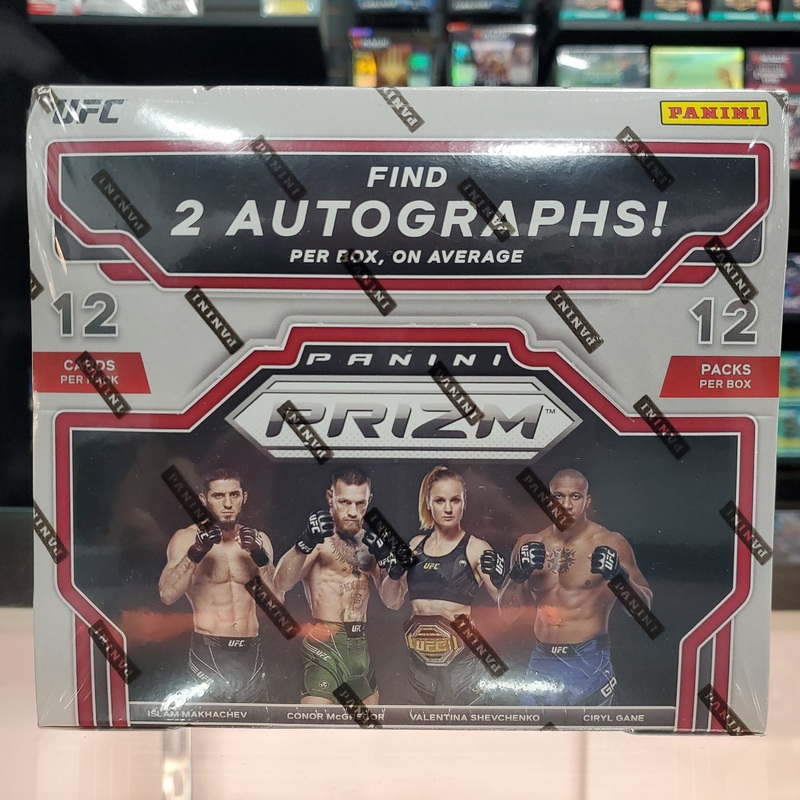 UFC
PANINI
FIND
2 AUTOGRAPHS!
PER BOX, ON AVERAGE
12
CARDS
PER PACK
12
PACKS
PER BOX
PANINI
PRIZM™
ISLAM MAKHACHEV
CONOR McGREGOR
VALENTINA SHEVCHENKO
CIRYL GANE